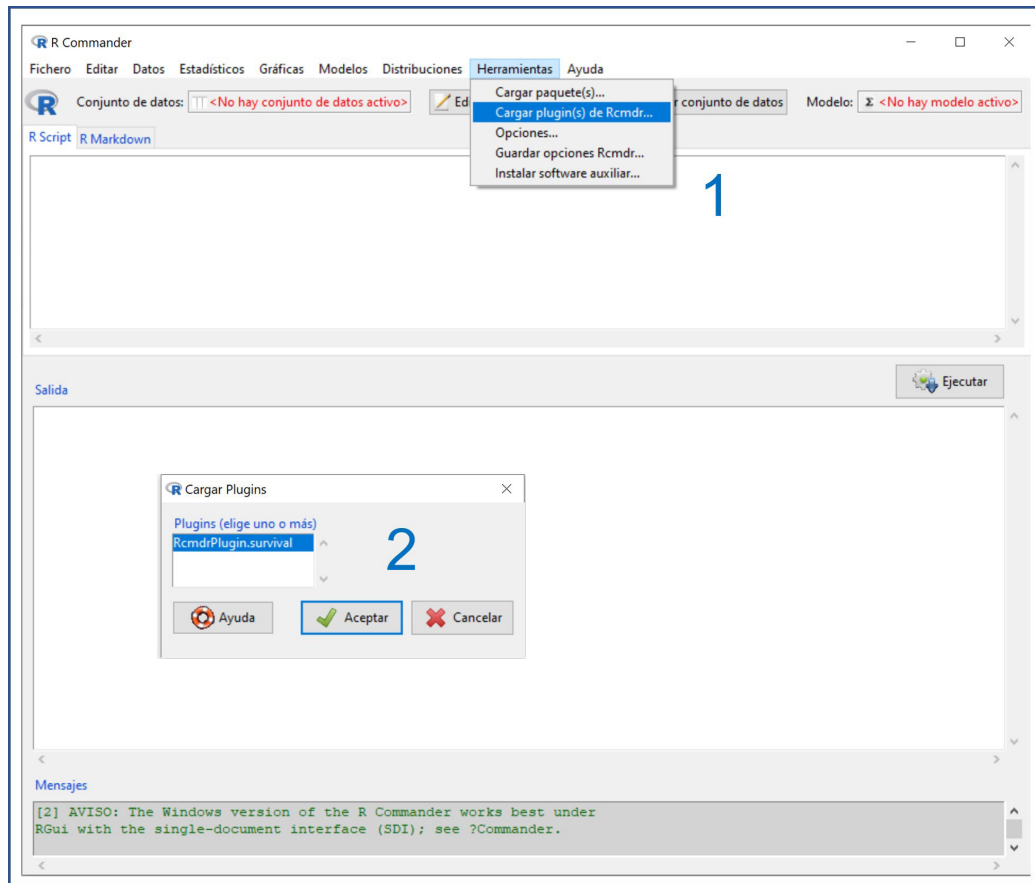 R Commander
Fichero Editar Datos Estadísticos Gráficas Modelos Distribuciones Herramientas Ayuda
R Conjunto de datos: <No hay conjunto de datos activo> Ed r conjunto de datos Modelo: Σ <No hay modelo activo>
Cargar paquete(s)...
Cargar plugin(s) de Rcmdr...
Opciones...
Guardar opciones Rcmdr...
Instalar software auxiliar...
R Script R Markdown
1
Salida
Ejecutar
R Cargar Plugins
Plugins (elige uno o más)
RcmdrPlugin.survival
2
Ayuda Aceptar Cancelar
Mensajes
[2] AVISO: The Windows version of the R Commander works best under
RGui with the single-document interface (SDI); see ?Commander.